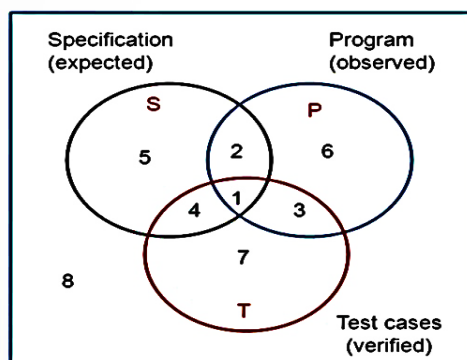 Specification
(expected)
Program
(observed)
S
P
5
2
6
4
1
3
7
8
T
Test cases
(verified)